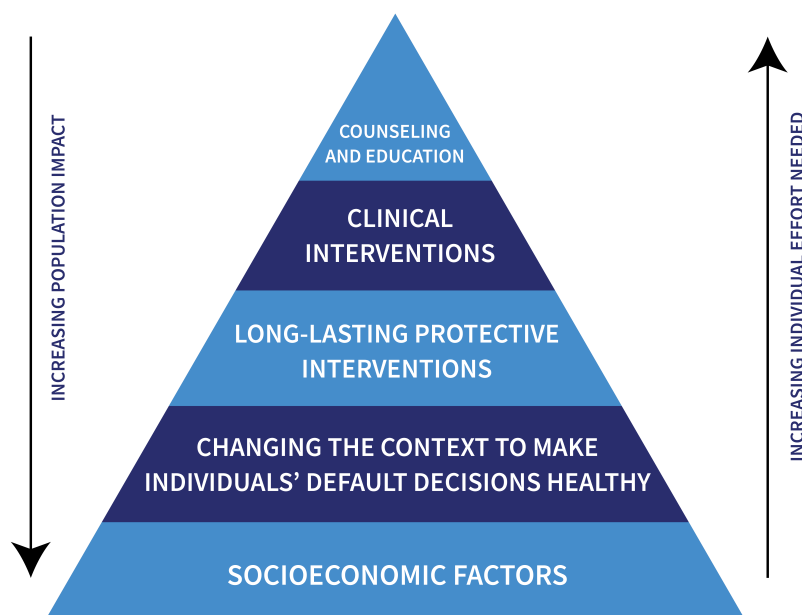 COUNSELING
AND EDUCATION
CLINICAL
INTERVENTIONS
LONG-LASTING PROTECTIVE
INTERVENTIONS
CHANGING THE CONTEXT TO MAKE
INDIVIDUALS’ DEFAULT DECISIONS HEALTHY
SOCIOECONOMIC FACTORS
INCREASING POPULATION IMPACT
INCREASING INDIVIDUAL EFFORT NEEDED